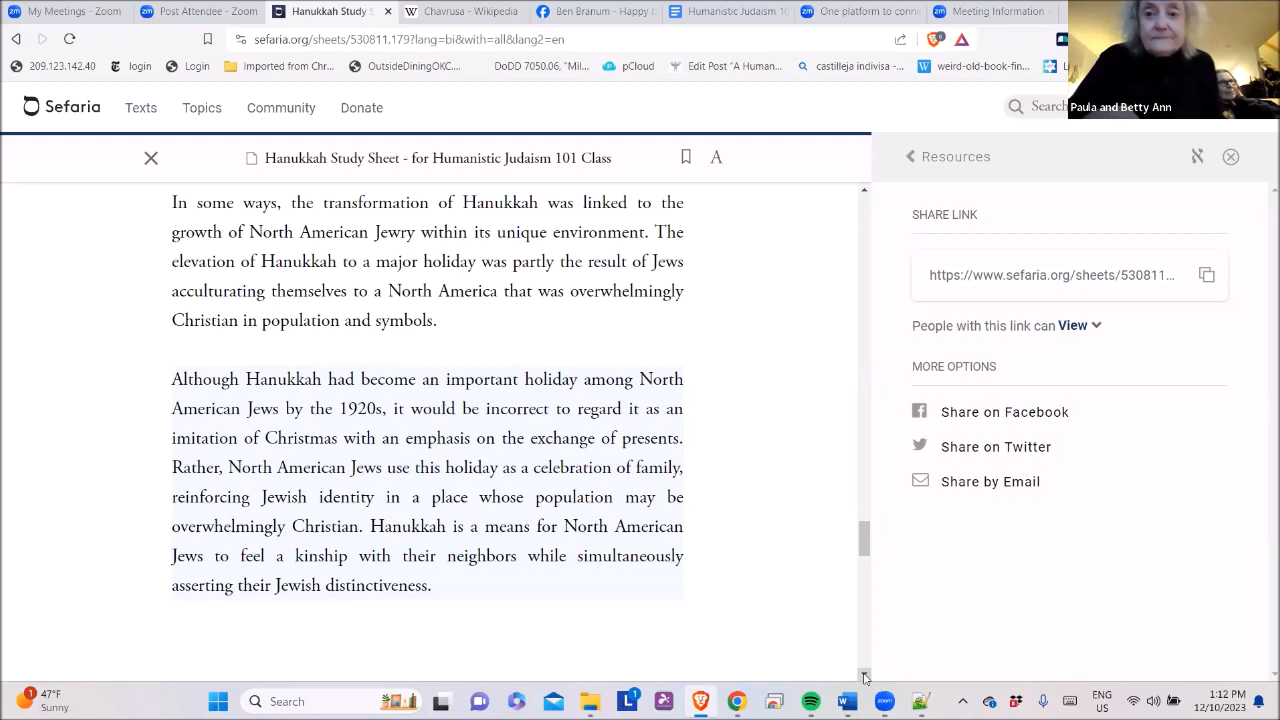 My Meetings - Zoom
Post Attendee - Zoom
Hanukkah Study S
Chavrusa - Wikipedia
Ben Branum - Happy b
Humanistic Judaism 10
One platform to conne
Meeting Information -
sefaria.org/sheets/530811.179?lang=bi&with=all&lang2=en
6
209.123.142.40
login
Login
Imported from Chr...
OutsideDiningOKC....
DoDD 7050.06, "Mil...
pCloud
Edit Post "A Human...
castilleja indivisa -...
weird-old-book-fin...
Sefaria
Texts
Topics
Community
Donate
Search
Paula and Betty Ann
Hanukkah Study Sheet - for Humanistic Judaism 101 Class
A
Resources
In some ways, the transformation of Hanukkah was linked to the
growth of North American Jewry within its unique environment. The
elevation of Hanukkah to a major holiday was partly the result of Jews
acculturating themselves to a North America that was overwhelmingly
Christian in population and symbols.
Although Hanukkah had become an important holiday among North
American Jews by the 1920s, it would be incorrect to regard it as an
imitation of Christmas with an emphasis on the exchange of presents.
Rather, North American Jews use this holiday as a celebration of family,
reinforcing Jewish identity in a place whose population may be
overwhelmingly Christian. Hanukkah is a means for North American
Jews to feel a kinship with their neighbors while simultaneously
asserting their Jewish distinctiveness.
SHARE LINK
https://www.sefaria.org/sheets/530811...
People with this link can View
MORE OPTIONS
Share on Facebook
Share on Twitter
Share by Email
1
47°F
Sunny
Search
L
1
zoom
ENG
US
1:12 PM
12/10/2023